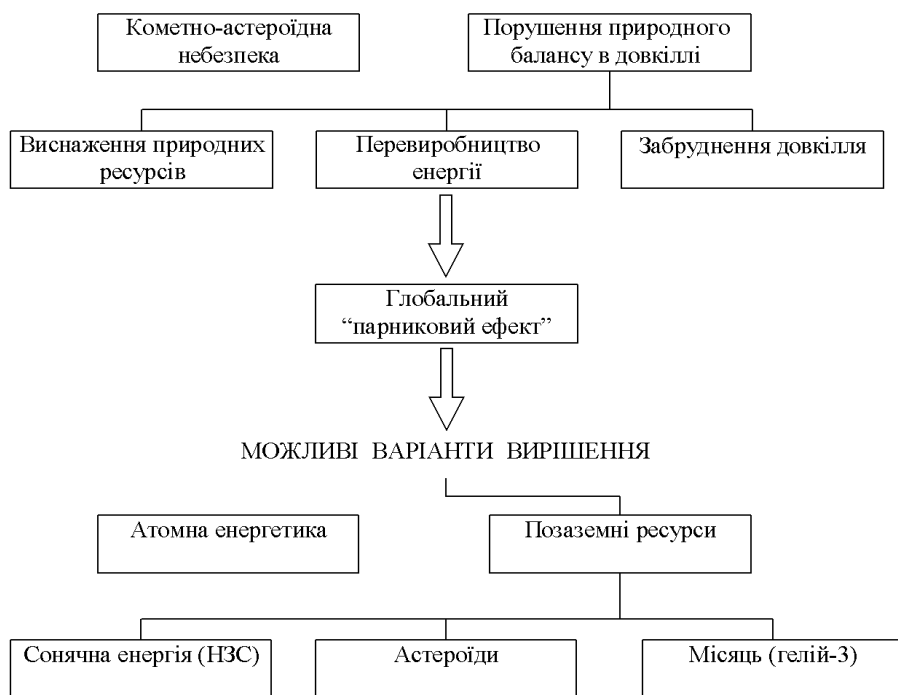 Кометно-астероїдна
небезпека
Порушення природного
балансу в довкіллі
Виснаження природних
ресурсів
Перевиробництво
енергії
Забруднення довкілля
Глобальний
“парниковий ефект”
МОЖЛИВІ ВАРІАНТИ ВИРІШЕННЯ
Атомна енергетика
Позаземні ресурси
Сонячна енергія (НЗС)
Астероїди
Місяць (гелій-3)